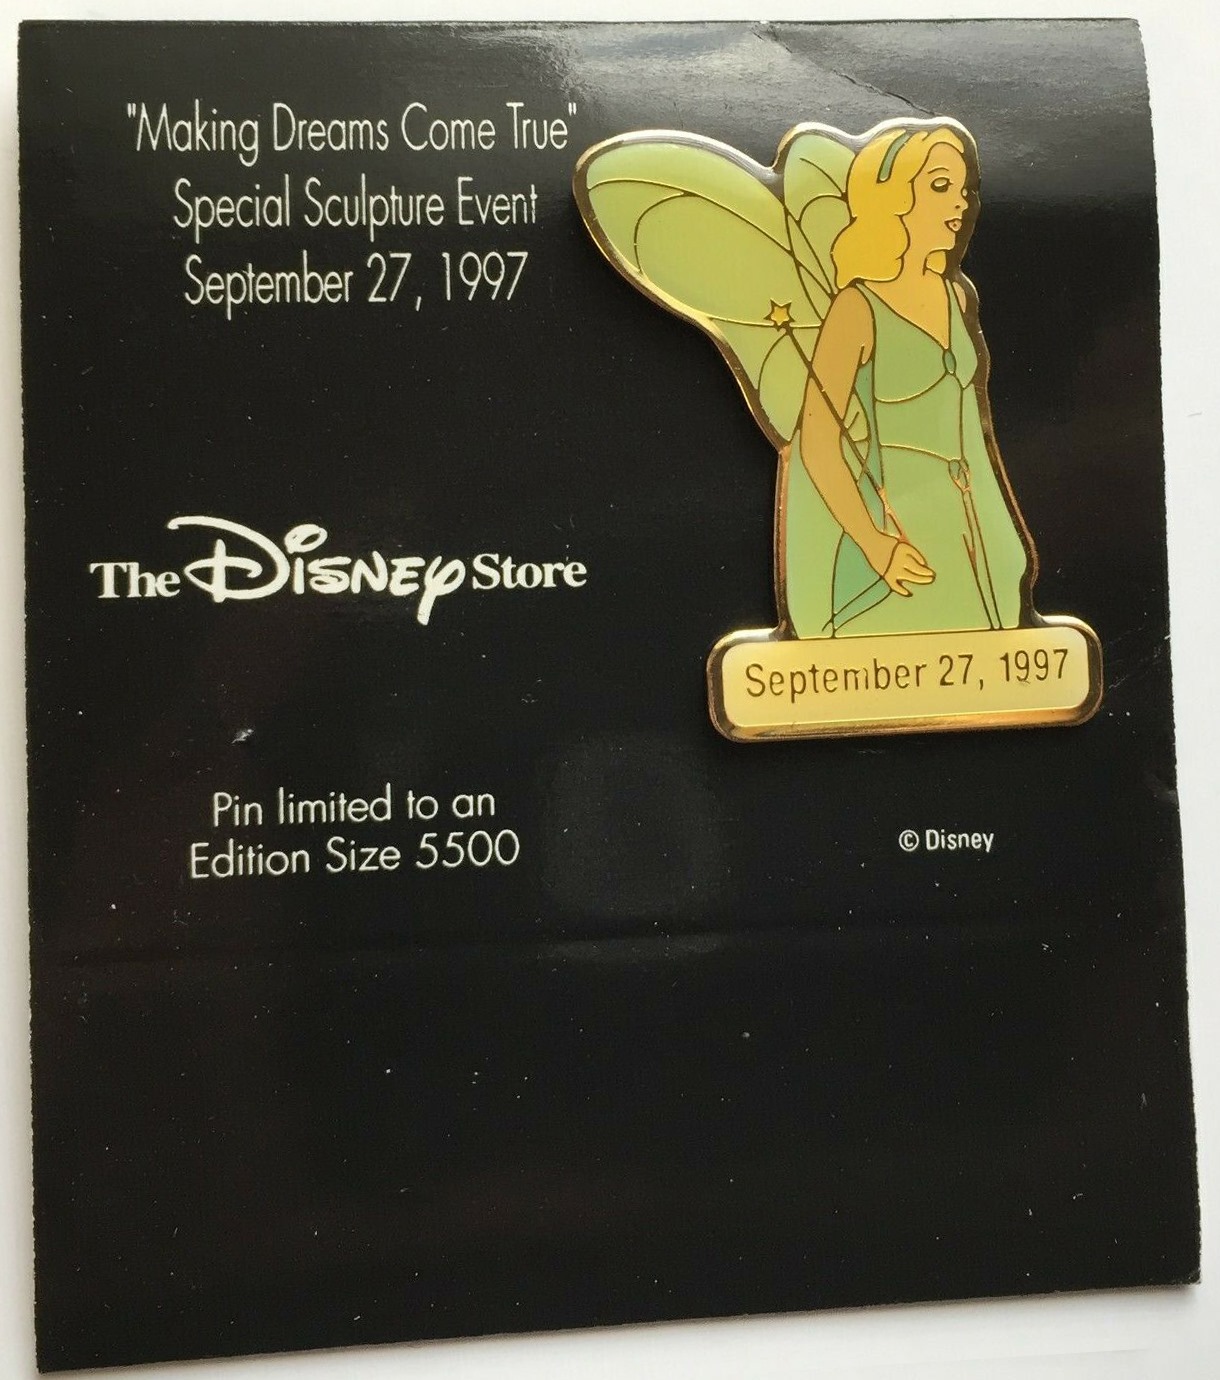 "Making Dreams Come True"
Special Sculpture Event
September 27, 1997
The Disney Store
September 27, 1997
Pin limited to an
Edition Size 5500
© Disney